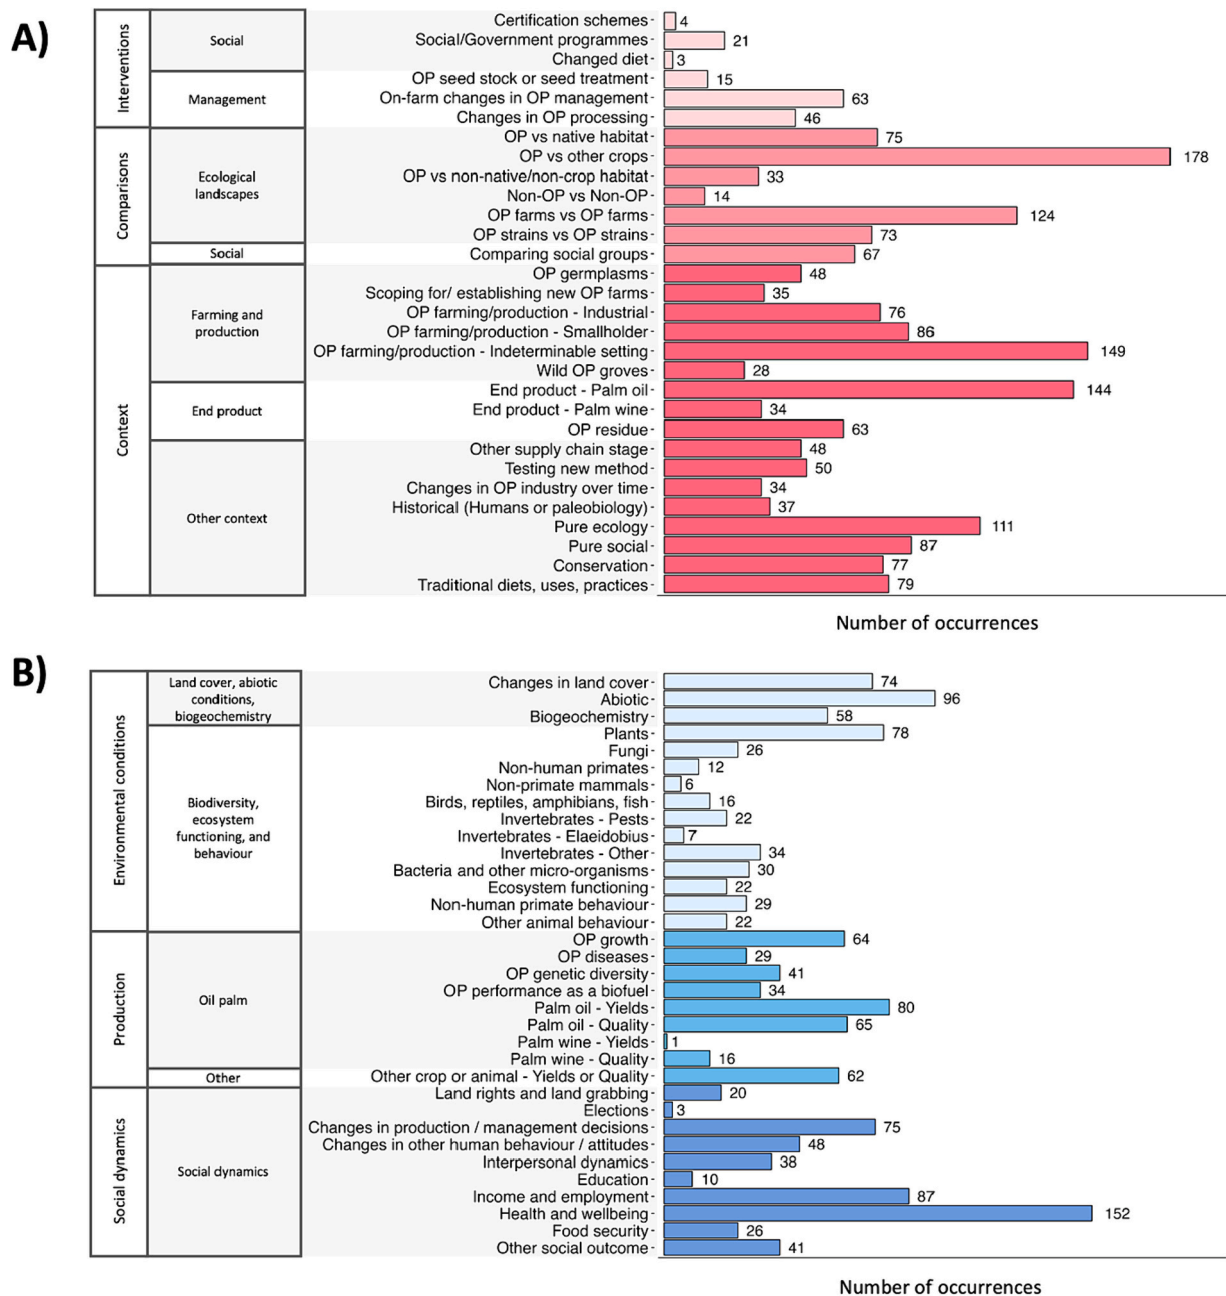 A)
Interventions
Social
Certification schemes 4
Social/Government programmes 21
Changed diet 3
Management
OP seed stock or seed treatment 15
On-farm changes in OP management 63
Changes in OP processing 46
Comparisons
Ecological
landscapes
OP vs native habitat 75
OP vs other crops 178
OP vs non-native/non-crop habitat 33
Non-OP vs Non-OP 14
OP farms vs OP farms 124
OP strains vs OP strains 73
Social
Comparing social groups 67
Context
Farming and
production
OP germplasms 48
Scoping for/ establishing new OP farms 35
OP farming/production - Industrial 76
OP farming/production - Smallholder 86
OP farming/production - Indeterminable setting 149
Wild OP groves 28
End product
End product - Palm oil 144
End product - Palm wine 34
OP residue 63
Other context
Other supply chain stage 48
Testing new method 50
Changes in OP industry over time 34
Historical (Humans or paleobiology) 37
Pure ecology 111
Pure social 87
Conservation 77
Traditional diets, uses, practices 79
Number of occurrences
B)
Environmental conditions
Land cover, abiotic
conditions,
biogeochemistry
Changes in land cover 74
Abiotic 96
Biogeochemistry 58
Biodiversity,
ecosystem
functioning, and
behaviour
Plants 78
Fungi 26
Non-human primates 12
Non-primate mammals 6
Birds, reptiles, amphibians, fish 16
Invertebrates - Pests 22
Invertebrates - Elaeidobius 7
Invertebrates - Other 34
Bacteria and other micro-organisms 30
Ecosystem functioning 22
Non-human primate behaviour 29
Other animal behaviour 22
Production
Oil palm
OP growth 64
OP diseases 29
OP genetic diversity 41
OP performance as a biofuel 34
Palm oil - Yields 80
Palm oil - Quality 65
Palm wine - Yields 1
Palm wine - Quality 16
Other
Other crop or animal - Yields or Quality 62
Social dynamics
Social dynamics
Land rights and land grabbing 20
Elections 3
Changes in production / management decisions 75
Changes in other human behaviour / attitudes 48
Interpersonal dynamics 38
Education 10
Income and employment 87
Health and wellbeing 152
Food security 26
Other social outcome 41
Number of occurrences